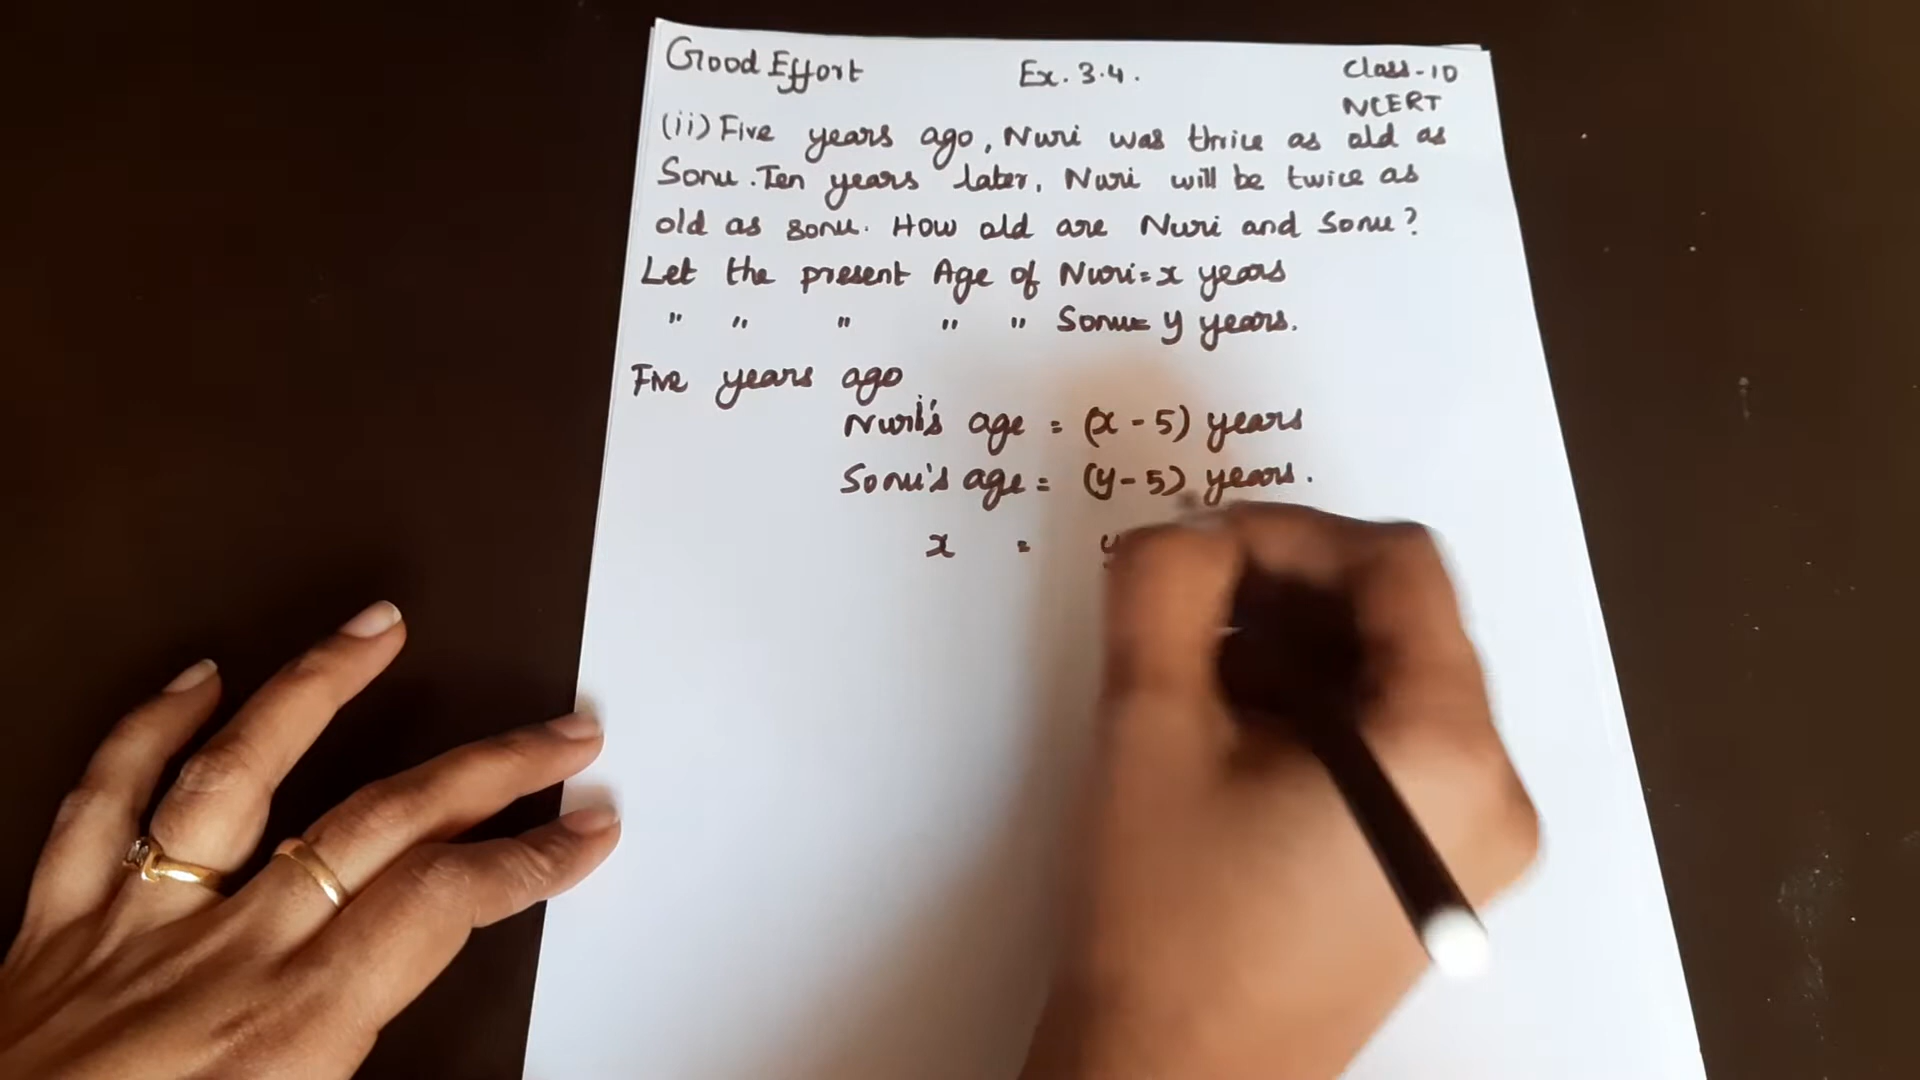 Good Effort Ex. 3.4. Class-10
NCERT
(ii) Five years ago, Nuri was thrice as old as
Sonu. Ten years later, Nuri will be twice as
old as sonu. How old are Nuri and Sonu?
Let the present Age of Nuri = x years
" " " " " Sonu = y years.
Five years ago
Nuri's age = (x - 5) years
Sonu's age = (y - 5) years.
x = y